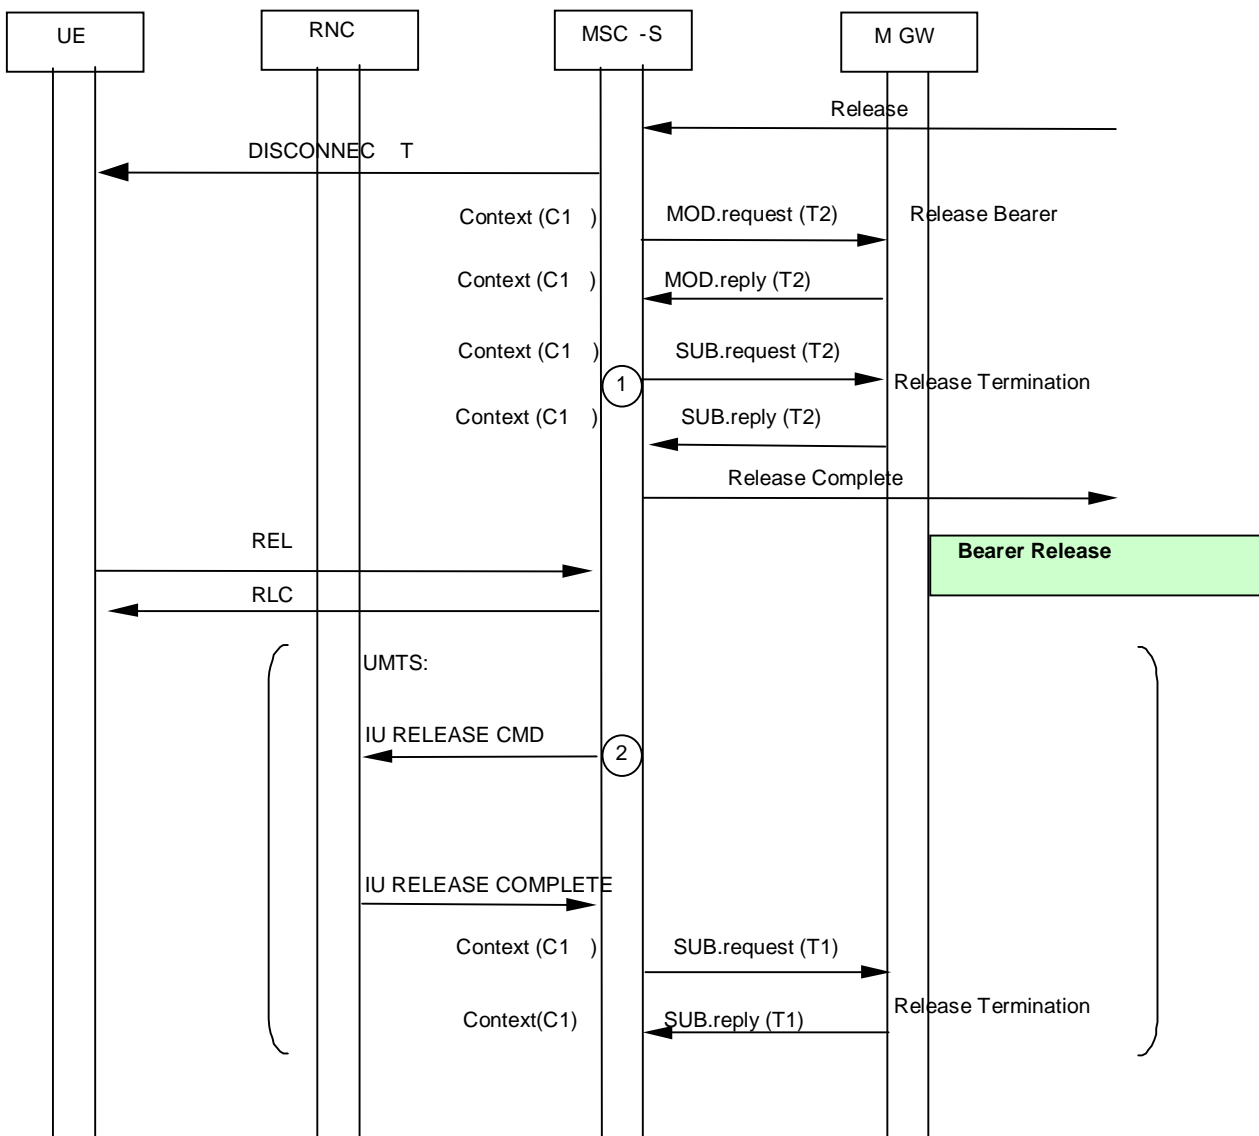 UE
RNC
MSC -S
M GW
Release
DISCONNEC T
Context (C1 )
MOD.request (T2)
Release Bearer
Context (C1 )
MOD.reply (T2)
Context (C1 )
SUB.request (T2)
1
Release Termination
Context (C1 )
SUB.reply (T2)
Release Complete
REL
Bearer Release
RLC
UMTS:
IU RELEASE CMD
2
IU RELEASE COMPLETE
Context (C1 )
SUB.request (T1)
Release Termination
Context(C1)
SUB.reply (T1)